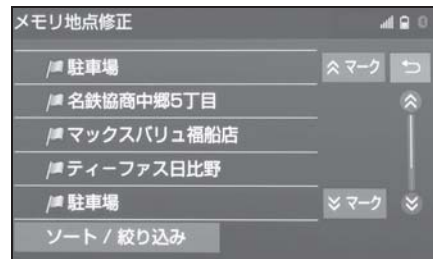 メモリ地点修正
駐車場 マーク
名鉄協商中郷5丁目
マックスバリュ福船店
ティーファス日比野
駐車場 マーク
ソート / 絞り込み